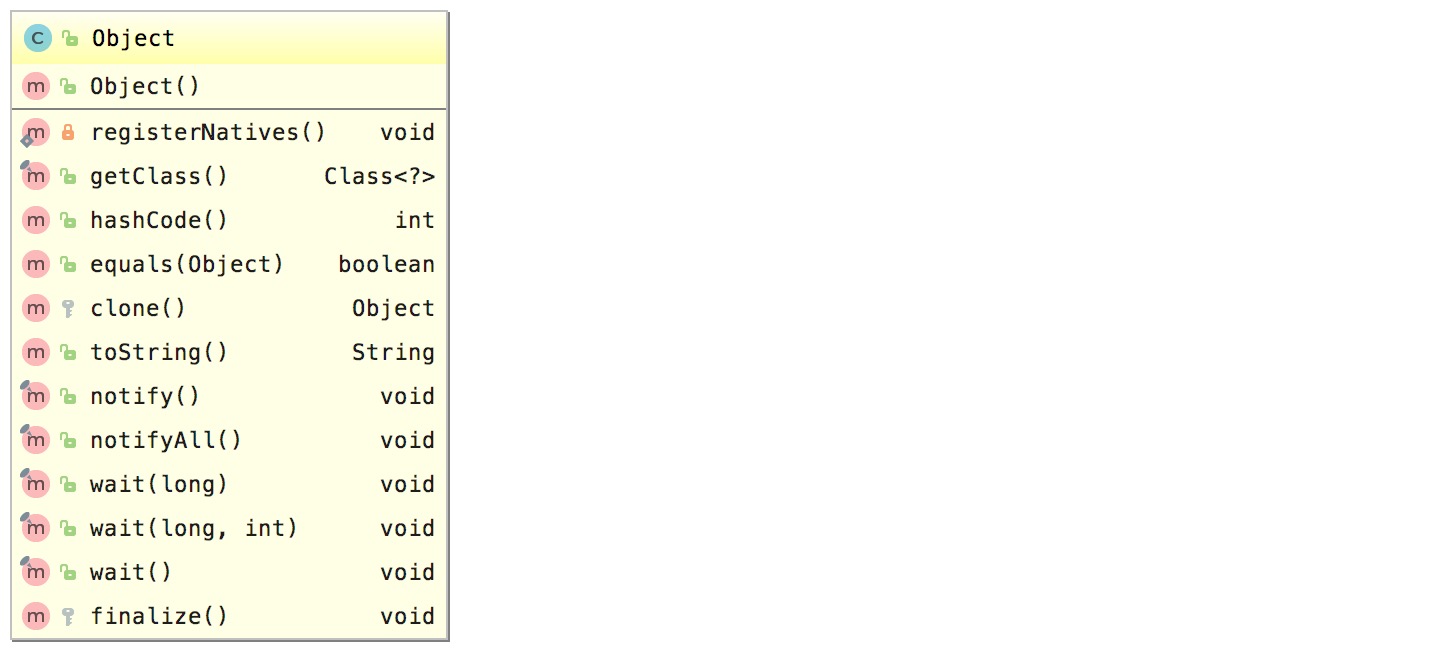 C Object
m Object()
m registerNatives() void
m getClass() Class<?>
m hashCode() int
m equals(Object) boolean
m clone() Object
m toString() String
m notify() void
m notifyAll() void
m wait(long) void
m wait(long, int) void
m wait() void
m finalize() void